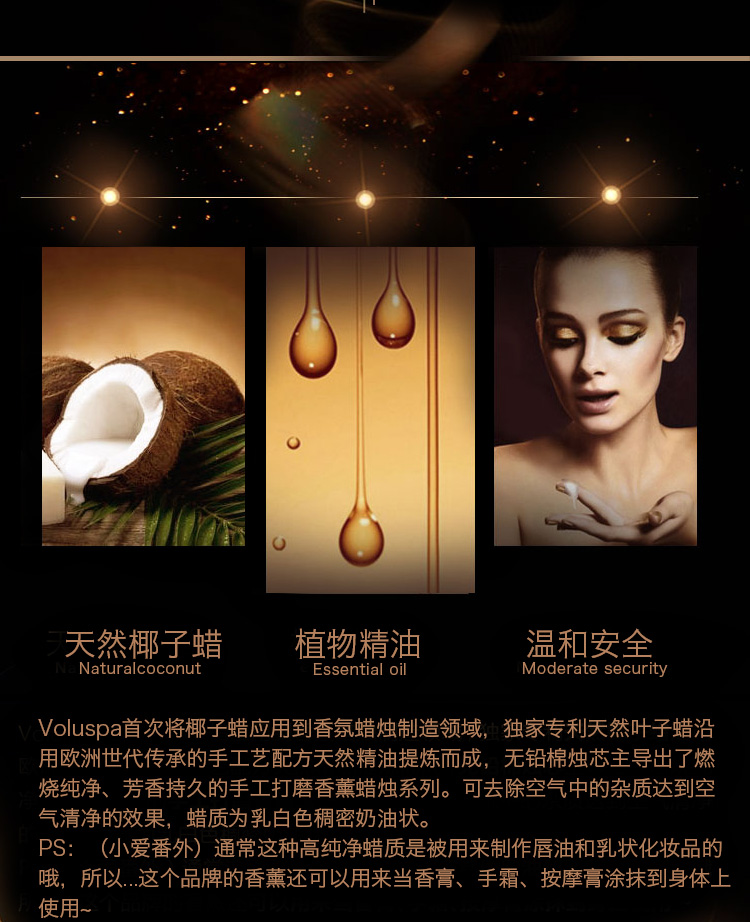 天然椰子蜡 植物精油 温和安全
Naturalcoconut Essential oil Moderate security
Voluspa首次将椰子蜡应用到香氛蜡烛制造领域，独家专利天然叶子蜡沿
用欧洲世代传承的手工艺配方天然精油提炼而成，无铅棉烛芯主导出了燃
烧纯净、芳香持久的手工打磨香薰蜡烛系列。可去除空气中的杂质达到空
气清净的效果，蜡质为乳白色稠密奶油状。
PS：（小爱番外）通常这种高纯净蜡质是被用来制作唇油和乳状化妆品的
哦，所以...这个品牌的香薰还可以用来当香膏、手霜、按摩膏涂抹到身体上
使用~